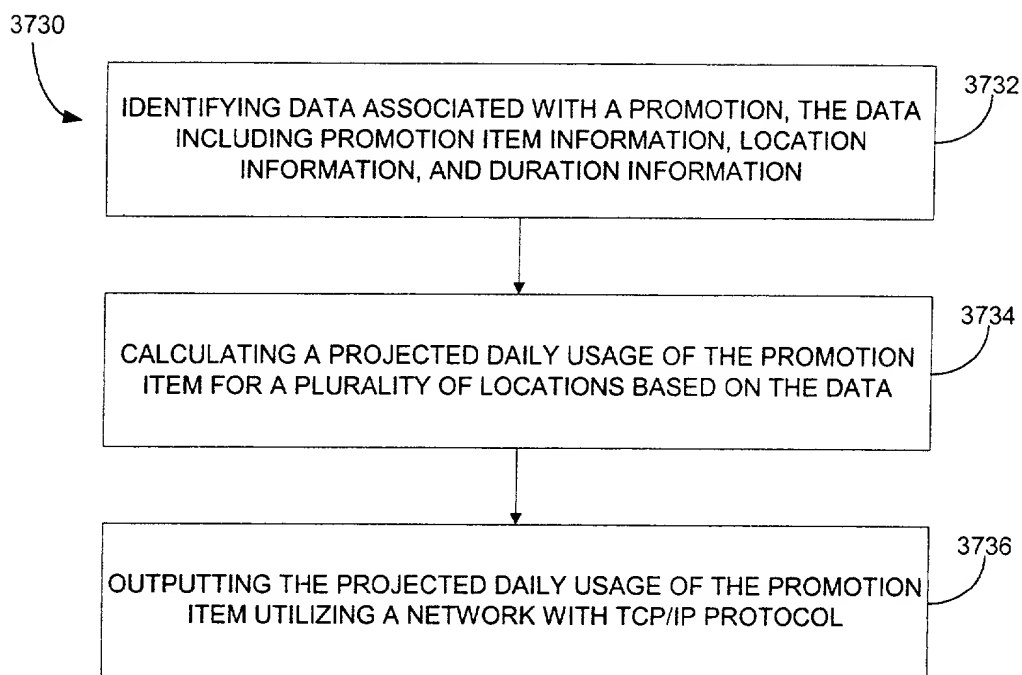 3730
3732
IDENTIFYING DATA ASSOCIATED WITH A PROMOTION, THE DATA
INCLUDING PROMOTION ITEM INFORMATION, LOCATION
INFORMATION, AND DURATION INFORMATION
3734
CALCULATING A PROJECTED DAILY USAGE OF THE PROMOTION
ITEM FOR A PLURALITY OF LOCATIONS BASED ON THE DATA
3736
OUTPUTTING THE PROJECTED DAILY USAGE OF THE PROMOTION
ITEM UTILIZING A NETWORK WITH TCP/IP PROTOCOL